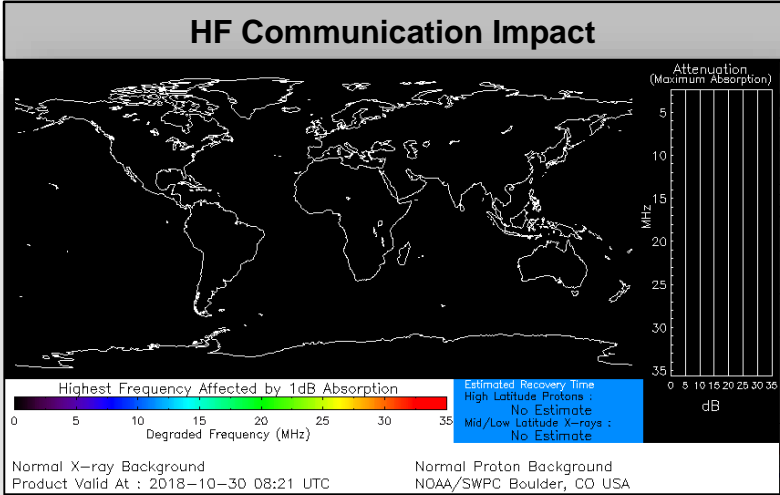 HF Communication Impact
Attenuation
(Maximum Absorption)
5
10
15
20
25
30
35
MHz
0 5 10 15 20 25 30 35
dB
Highest Frequency Affected by 1dB Absorption
0 5 10 15 20 25 30 35
Degraded Frequency (MHz)
Estimated Recovery Time
High Latitude Protons :
No Estimate
Mid/Low Latitude X-rays :
No Estimate
Normal X-ray Background
Normal Proton Background
Product Valid At : 2018-10-30 08:21 UTC
NOAA/SWPC Boulder, CO USA